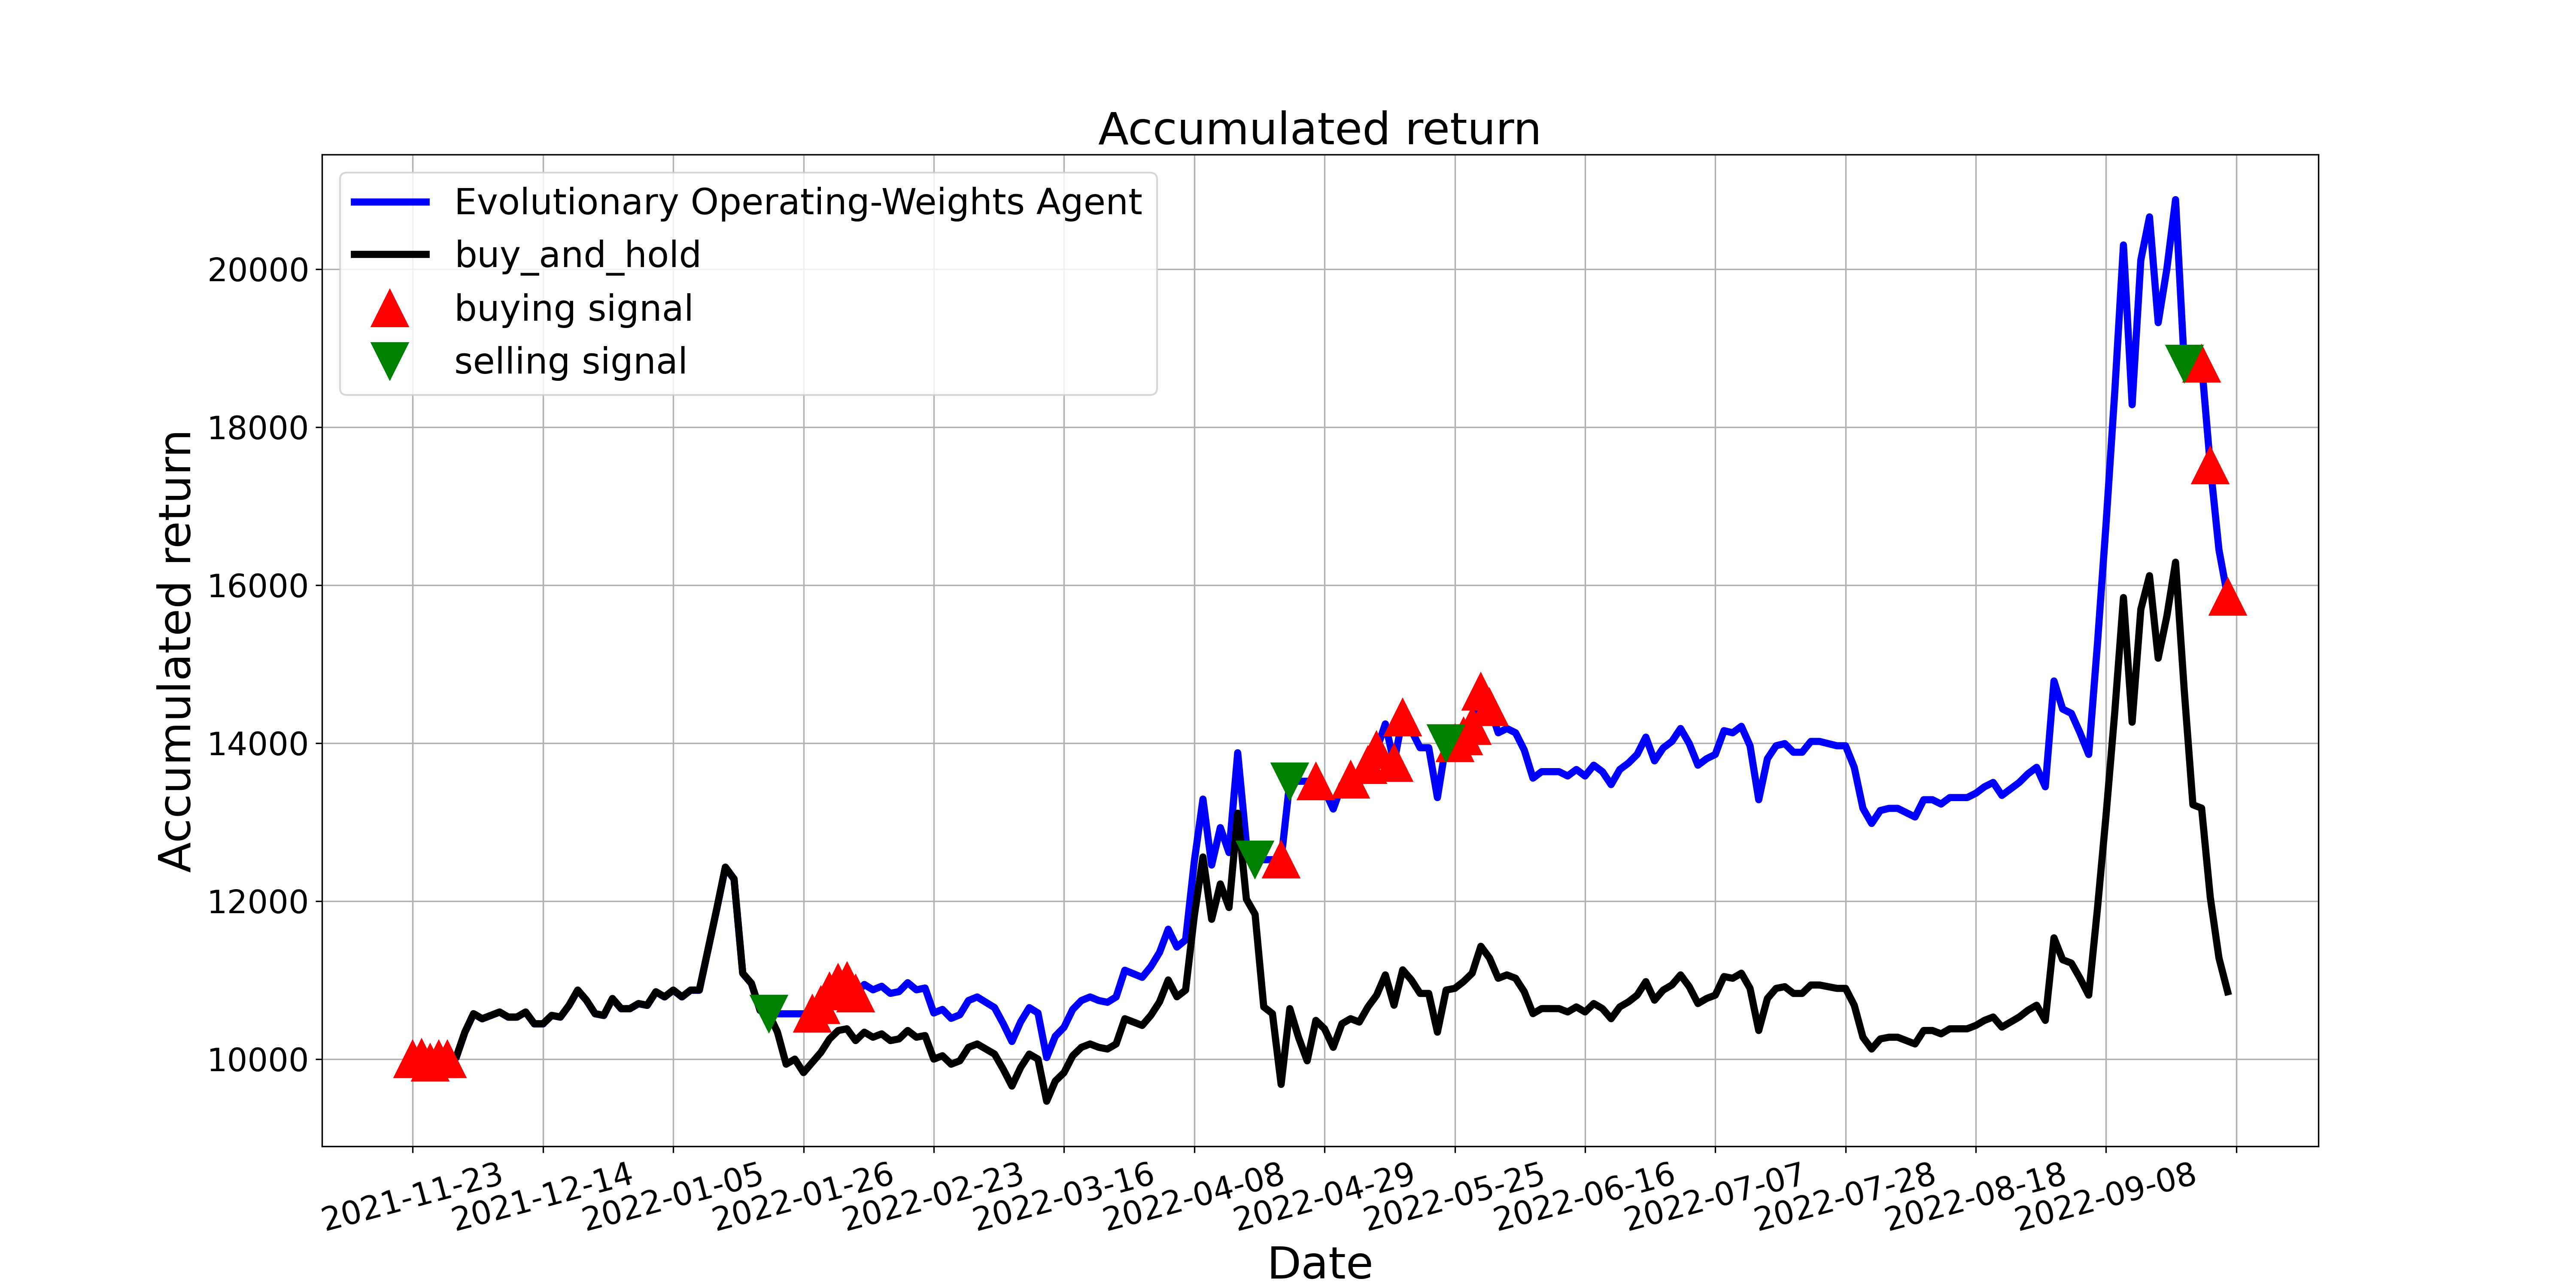 Accumulated return
Evolutionary Operating-Weights Agent
buy_and_hold
buying signal
selling signal
Accumulated return
20000
18000
16000
14000
12000
10000
2021-11-23
2021-12-14
2022-01-05
2022-01-26
2022-02-23
2022-03-16
2022-04-08
2022-04-29
2022-05-25
2022-06-16
2022-07-07
2022-07-28
2022-08-18
2022-09-08
Date